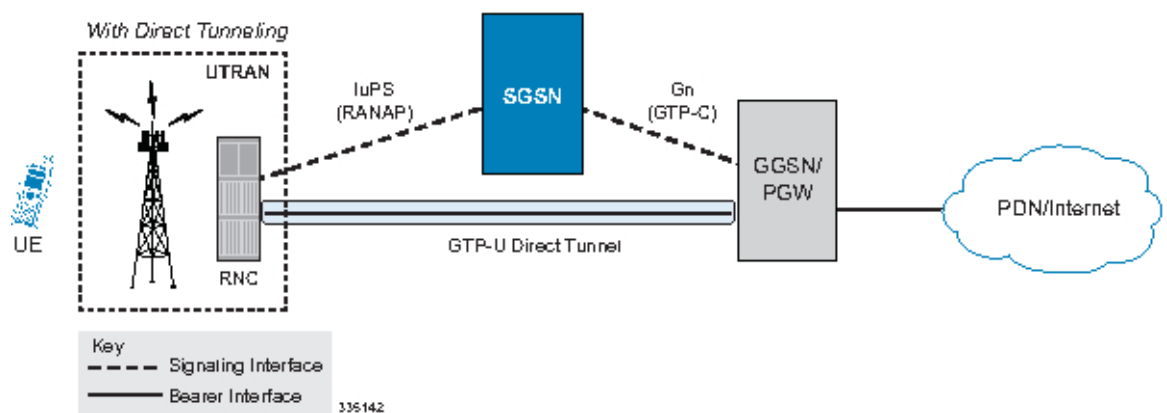 With Direct Tunneling
UTRAN
IuPS
(RANAP)
SGSN
Gn
(GTP-C)
GGSN/
PGW
PDN/Internet
UE
RNC
GTP-U Direct Tunnel
Key
Signaling Interface
Bearer Interface
336142